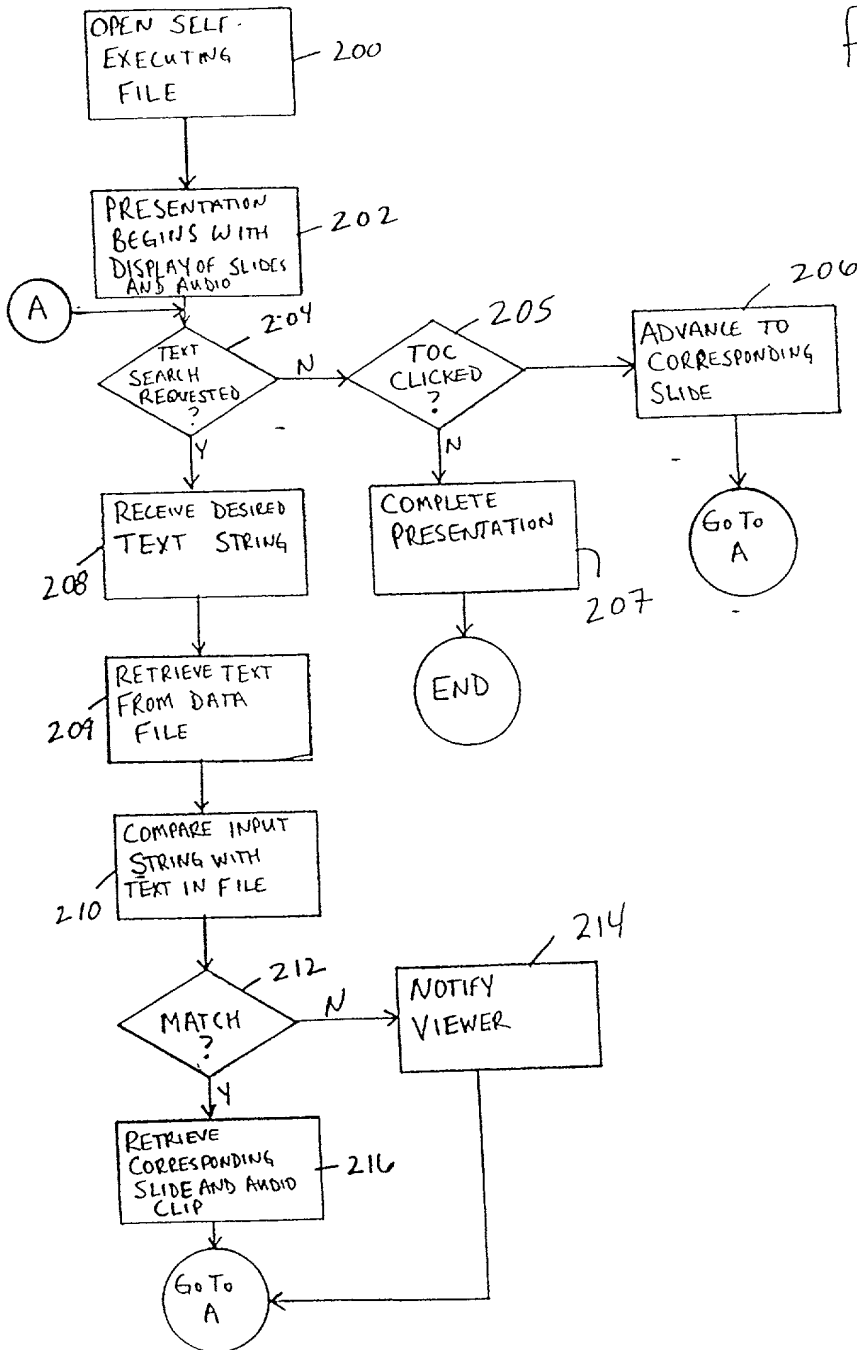 OPEN SELF-
EXECUTING
FILE
200
PRESENTATION
BEGINS WITH
DISPLAY OF SLIDES
AND AUDIO
202
A
TEXT
SEARCH
REQUESTED
?
204
N
Y
TOC
CLICKED
?
205
N
ADVANCE TO
CORRESPONDING
SLIDE
206
GO TO
A
RECEIVE DESIRED
TEXT STRING
208
COMPLETE
PRESENTATION
207
END
RETRIEVE TEXT
FROM DATA
FILE
209
COMPARE INPUT
STRING WITH
TEXT IN FILE
210
MATCH
?
212
N
Y
NOTIFY
VIEWER
214
RETRIEVE
CORRESPONDING
SLIDE AND AUDIO
CLIP
216
GO TO
A